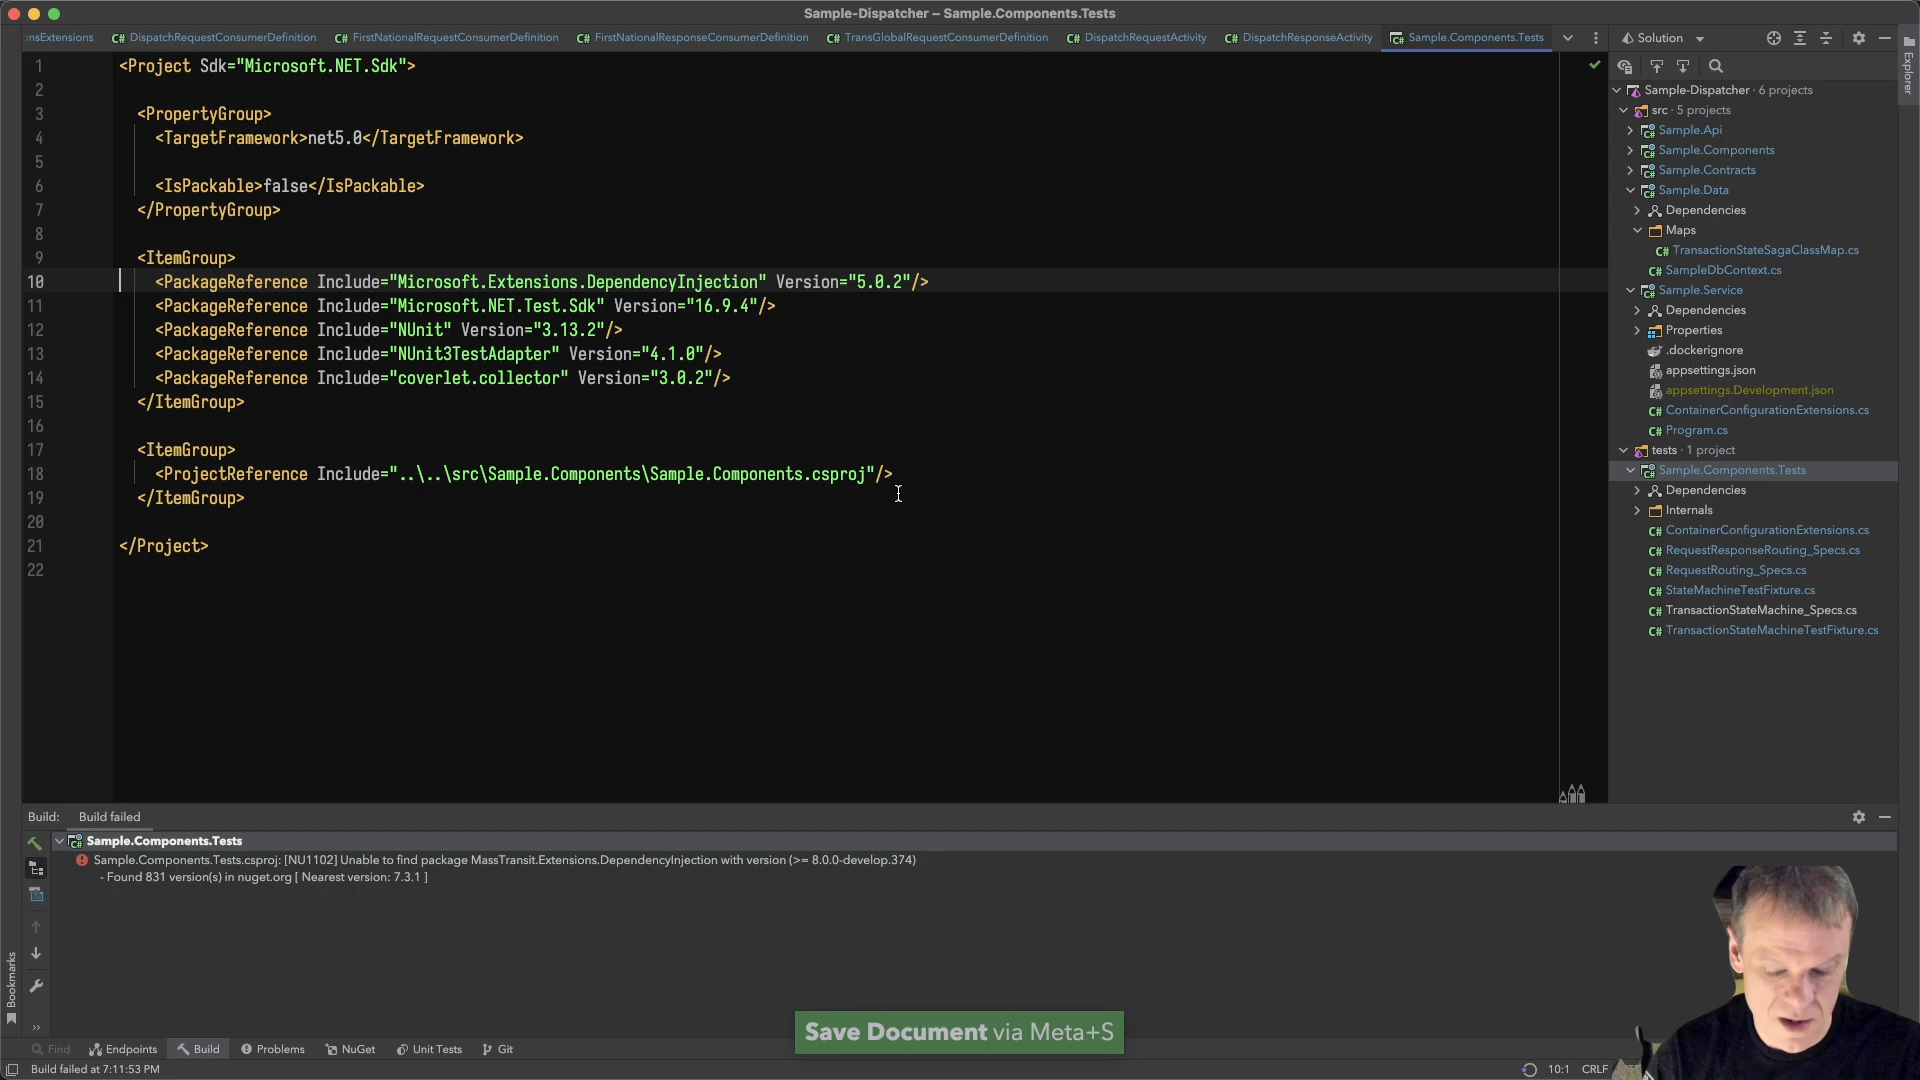 Sample-Dispatcher – Sample.Components.Tests
nsExtensions
C# DispatchRequestConsumerDefinition
C# FirstNationalRequestConsumerDefinition
C# FirstNationalResponseConsumerDefinition
C# TransGlobalRequestConsumerDefinition
C# DispatchRequestActivity
C# DispatchResponseActivity
Sample.Components.Tests
Solution
Explorer
1 <Project Sdk="Microsoft.NET.Sdk">
2
3 <PropertyGroup>
4 <TargetFramework>net5.0</TargetFramework>
5
6 <IsPackable>false</IsPackable>
7 </PropertyGroup>
8
9 <ItemGroup>
10 <PackageReference Include="Microsoft.Extensions.DependencyInjection" Version="5.0.2"/>
11 <PackageReference Include="Microsoft.NET.Test.Sdk" Version="16.9.4"/>
12 <PackageReference Include="NUnit" Version="3.13.2"/>
13 <PackageReference Include="NUnit3TestAdapter" Version="4.1.0"/>
14 <PackageReference Include="coverlet.collector" Version="3.0.2"/>
15 </ItemGroup>
16
17 <ItemGroup>
18 <ProjectReference Include="..\..\src\Sample.Components\Sample.Components.csproj"/>
19 </ItemGroup>
20
21 </Project>
22
Sample-Dispatcher · 6 projects
src · 5 projects
C# Sample.Api
C# Sample.Components
C# Sample.Contracts
C# Sample.Data
Dependencies
Maps
C# TransactionStateSagaClassMap.cs
C# SampleDbContext.cs
C# Sample.Service
Dependencies
Properties
.dockerignore
appsettings.json
appsettings.Development.json
C# ContainerConfigurationExtensions.cs
C# Program.cs
tests · 1 project
C# Sample.Components.Tests
Dependencies
Internals
C# ContainerConfigurationExtensions.cs
C# RequestResponseRouting_Specs.cs
C# RequestRouting_Specs.cs
C# StateMachineTestFixture.cs
C# TransactionStateMachine_Specs.cs
C# TransactionStateMachineTestFixture.cs
Build: Build failed
Sample.Components.Tests
Sample.Components.Tests.csproj: [NU1102] Unable to find package MassTransit.Extensions.DependencyInjection with version (>= 8.0.0-develop.374)
- Found 831 version(s) in nuget.org [ Nearest version: 7.3.1 ]
Bookmarks
Save Document via Meta+S
Find
Endpoints
Build
Problems
NuGet
Unit Tests
Git
Build failed at 7:11:53 PM
10:1
CRLF